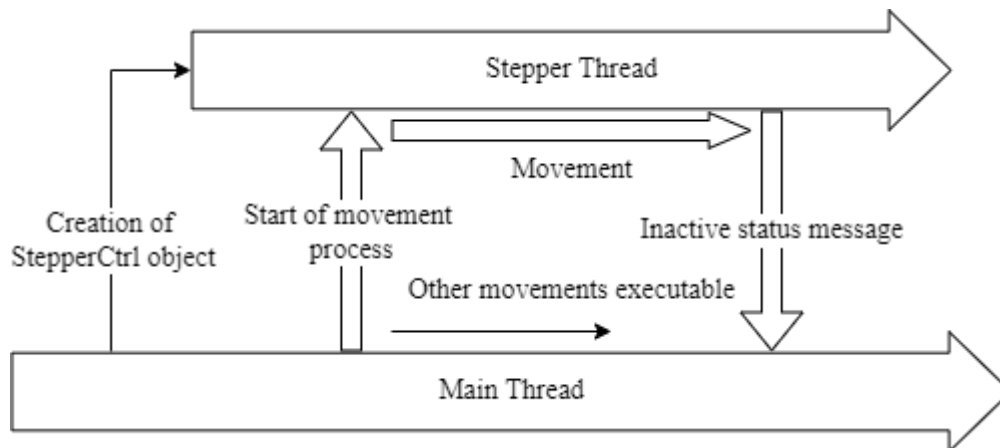 Stepper Thread
Movement
Creation of
StepperCtrl object
Start of movement
process
Inactive status message
Other movements executable
Main Thread